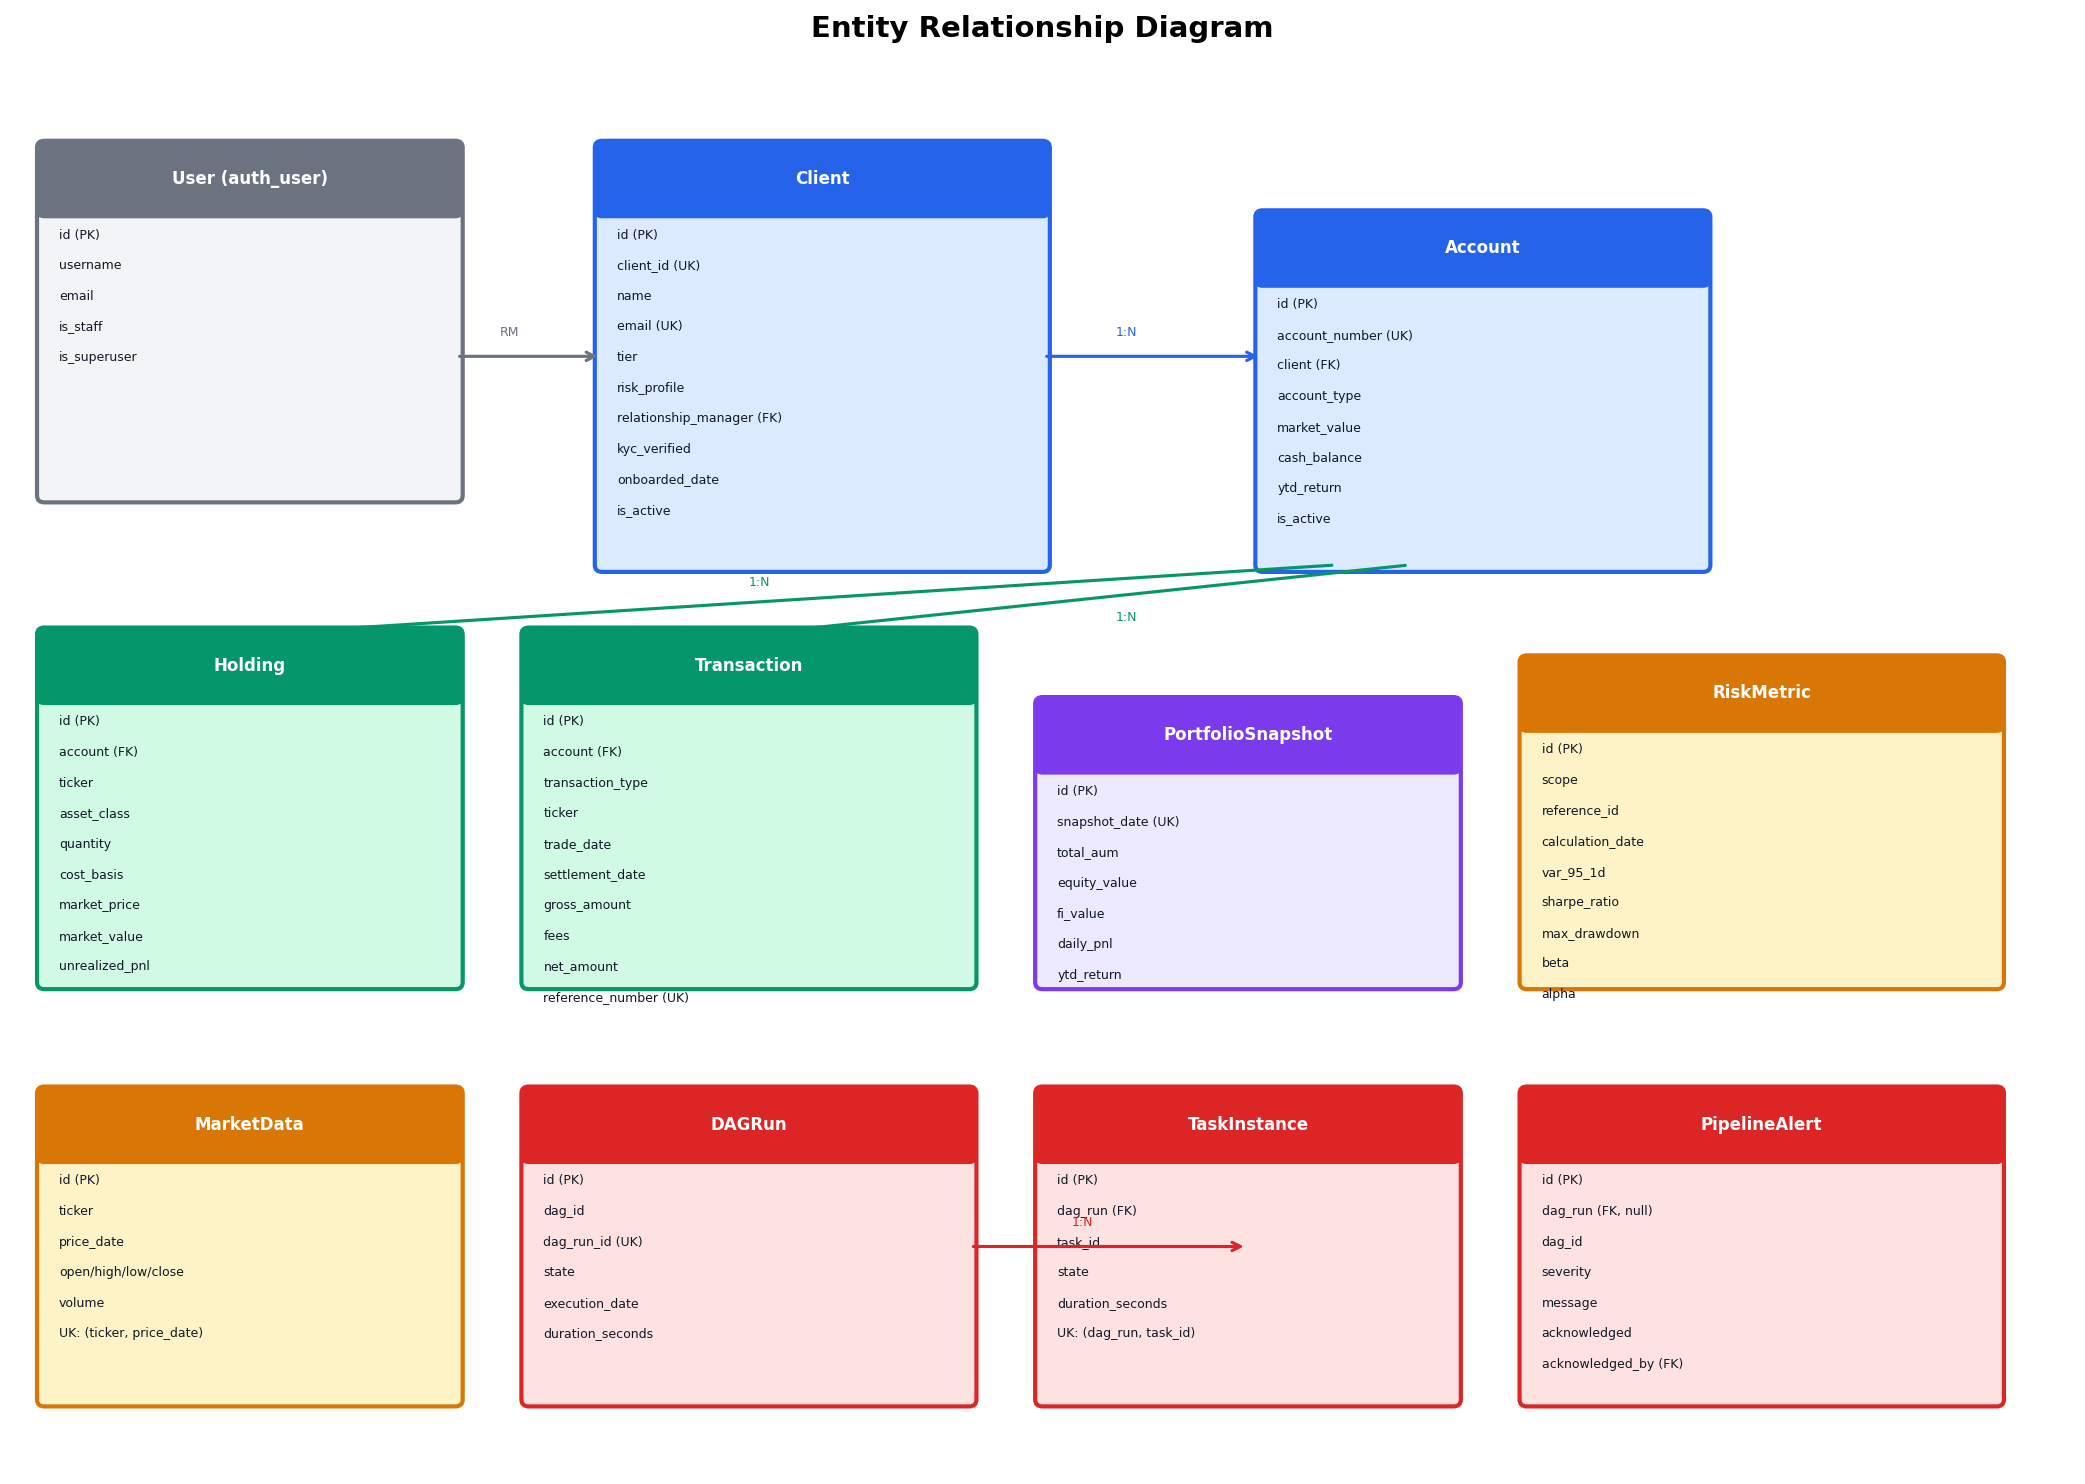 Entity Relationship Diagram
User (auth_user)
id (PK)
username
email
is_staff
is_superuser
RM
Client
id (PK)
client_id (UK)
name
email (UK)
tier
risk_profile
relationship_manager (FK)
kyc_verified
onboarded_date
is_active
1:N
Account
id (PK)
account_number (UK)
client (FK)
account_type
market_value
cash_balance
ytd_return
is_active
1:N
1:N
Holding
id (PK)
account (FK)
ticker
asset_class
quantity
cost_basis
market_price
market_value
unrealized_pnl
Transaction
id (PK)
account (FK)
transaction_type
ticker
trade_date
settlement_date
gross_amount
fees
net_amount
reference_number (UK)
PortfolioSnapshot
id (PK)
snapshot_date (UK)
total_aum
equity_value
fi_value
daily_pnl
ytd_return
RiskMetric
id (PK)
scope
reference_id
calculation_date
var_95_1d
sharpe_ratio
max_drawdown
beta
alpha
MarketData
id (PK)
ticker
price_date
open/high/low/close
volume
UK: (ticker, price_date)
DAGRun
id (PK)
dag_id
dag_run_id (UK)
state
execution_date
duration_seconds
1:N
TaskInstance
id (PK)
dag_run (FK)
task_id
state
duration_seconds
UK: (dag_run, task_id)
PipelineAlert
id (PK)
dag_run (FK, null)
dag_id
severity
message
acknowledged
acknowledged_by (FK)